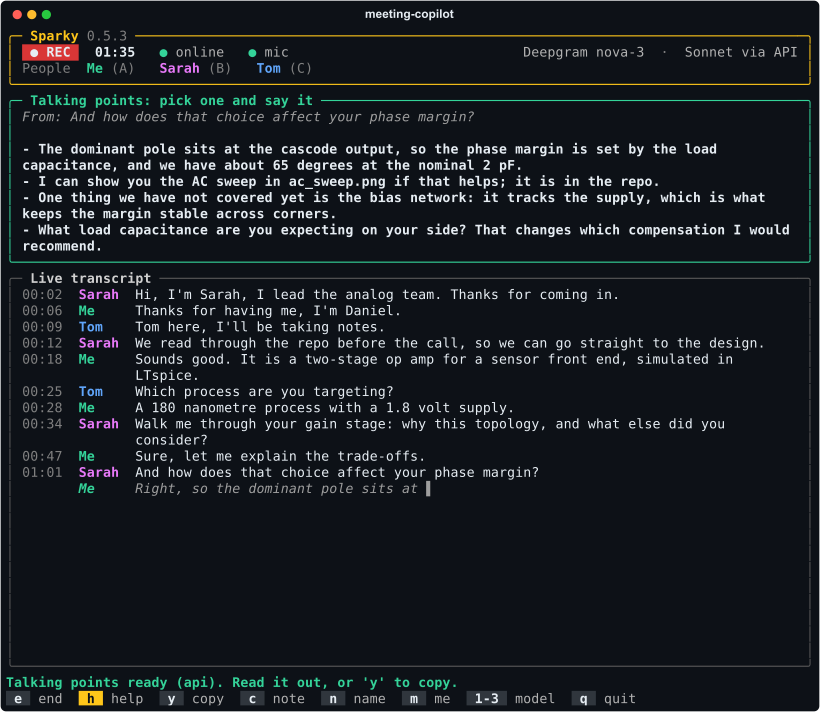 meeting-copilot
Sparky 0.5.3
● REC 01:35 ● online ● mic Deepgram nova-3 · Sonnet via API
People Me (A) Sarah (B) Tom (C)
Talking points: pick one and say it
From: And how does that choice affect your phase margin?
- The dominant pole sits at the cascode output, so the phase margin is set by the load
capacitance, and we have about 65 degrees at the nominal 2 pF.
- I can show you the AC sweep in ac_sweep.png if that helps; it is in the repo.
- One thing we have not covered yet is the bias network: it tracks the supply, which is what
keeps the margin stable across corners.
- What load capacitance are you expecting on your side? That changes which compensation I would
recommend.
Live transcript
00:02 Sarah Hi, I'm Sarah, I lead the analog team. Thanks for coming in.
00:06 Me Thanks for having me, I'm Daniel.
00:09 Tom Tom here, I'll be taking notes.
00:12 Sarah We read through the repo before the call, so we can go straight to the design.
00:18 Me Sounds good. It is a two-stage op amp for a sensor front end, simulated in
LTspice.
00:25 Tom Which process are you targeting?
00:28 Me A 180 nanometre process with a 1.8 volt supply.
00:34 Sarah Walk me through your gain stage: why this topology, and what else did you
consider?
00:47 Me Sure, let me explain the trade-offs.
01:01 Sarah And how does that choice affect your phase margin?
Me Right, so the dominant pole sits at
Talking points ready (api). Read it out, or 'y' to copy.
e end h help y copy c note n name m me 1-3 model q quit